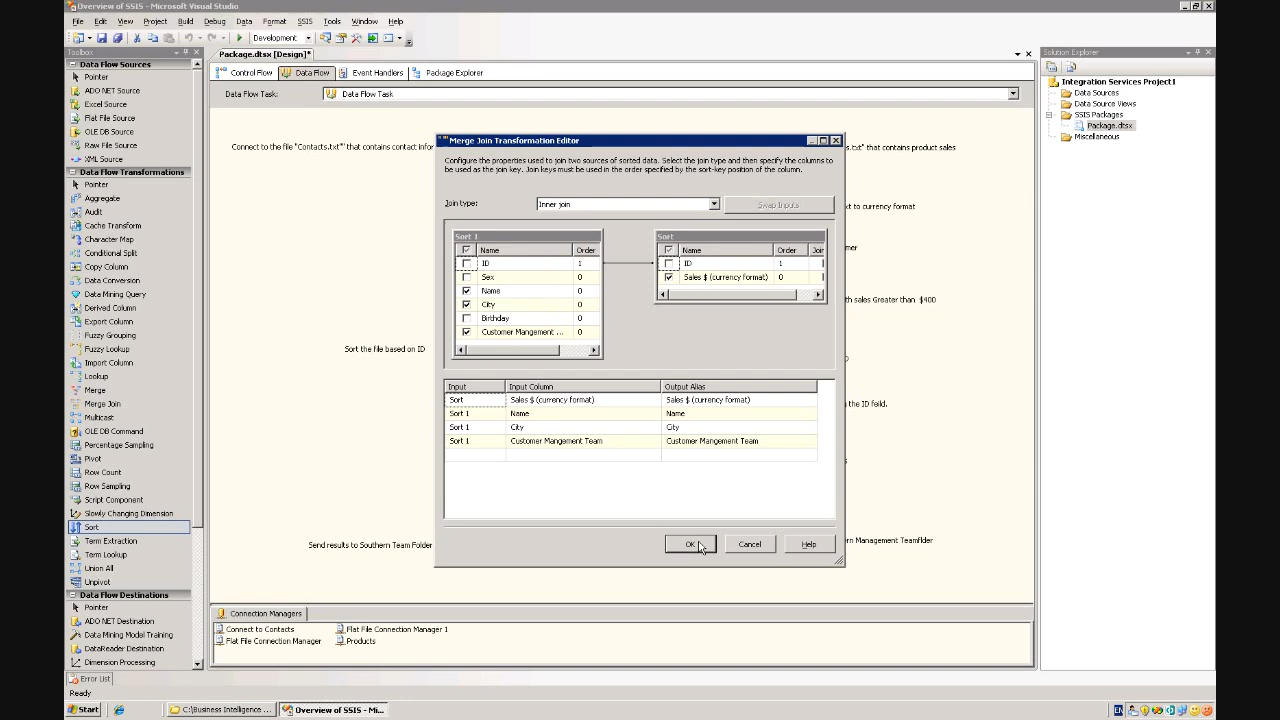 Overview of SSIS - Microsoft Visual Studio
File Edit View Project Build Debug Data Format SSIS Tools Window Help
Development
Toolbox
Data Flow Sources
Pointer
ADO NET Source
Excel Source
Flat File Source
OLE DB Source
Raw File Source
XML Source
Data Flow Transformations
Pointer
Aggregate
Audit
Cache Transform
Character Map
Conditional Split
Copy Column
Data Conversion
Data Mining Query
Derived Column
Export Column
Fuzzy Grouping
Fuzzy Lookup
Import Column
Lookup
Merge
Merge Join
Multicast
OLE DB Command
Percentage Sampling
Pivot
Row Count
Row Sampling
Script Component
Slowly Changing Dimension
Sort
Term Extraction
Term Lookup
Union All
Unpivot
Data Flow Destinations
Pointer
ADO NET Destination
Data Mining Model Training
DataReader Destination
Dimension Processing
Package.dtsx [Design]*
Control Flow Data Flow Event Handlers Package Explorer
Data Flow Task: Data Flow Task
Connect to the file "Contacts.txt" that contains contact infor
s.txt" that contains product sales
xt to currency format
mer
th sales Greater than $400
Sort the file based on ID
the ID feild.
Send results to Southern Team Folder
rn Management Teamflder
Merge Join Transformation Editor
Configure the properties used to join two sources of sorted data. Select the join type and then specify the columns to
be used as the join key. Join keys must be used in the order specified by the sort-key position of the column.
Join type: Inner join Swap Inputs
Sort 1
Name Order
ID 1
Sex 0
Name 0
City 0
Birthday 0
Customer Mangement ... 0
Sort
Name Order Join
ID 1
Sales $ (currency format) 0
Input Input Column Output Alias
Sort Sales $ (currency format) Sales $ (currency format)
Sort 1 Name Name
Sort 1 City City
Sort 1 Customer Mangement Team Customer Mangement Team
OK Cancel Help
Connection Managers
Connect to Contacts Flat File Connection Manager 1
Flat File Connection Manager Products
Solution Explorer
Integration Services Project1
Data Sources
Data Source Views
SSIS Packages
Package.dtsx
Miscellaneous
Error List
Ready
Start C:\Business Intelligence ... Overview of SSIS - Mi... EN